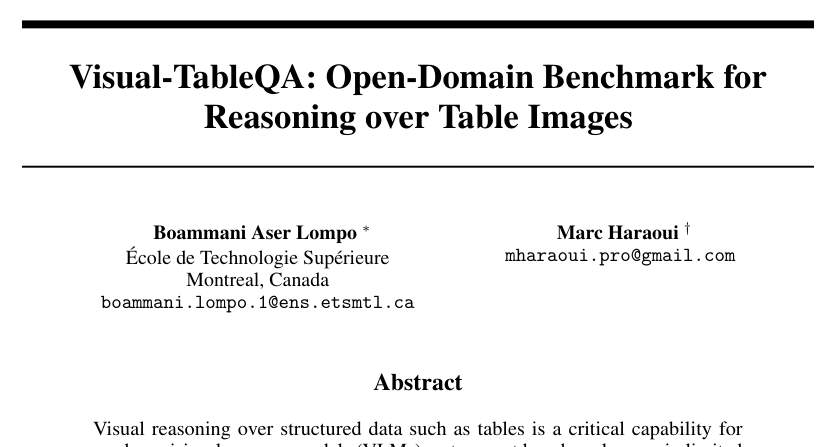 Visual-TableQA: Open-Domain Benchmark for
Reasoning over Table Images
Boammani Aser Lompo *
École de Technologie Supérieure
Montreal, Canada
boammani.lompo.1@ens.etsmtl.ca
Marc Haraoui †
mharaoui.pro@gmail.com
Abstract
Visual reasoning over structured data such as tables is a critical capability for